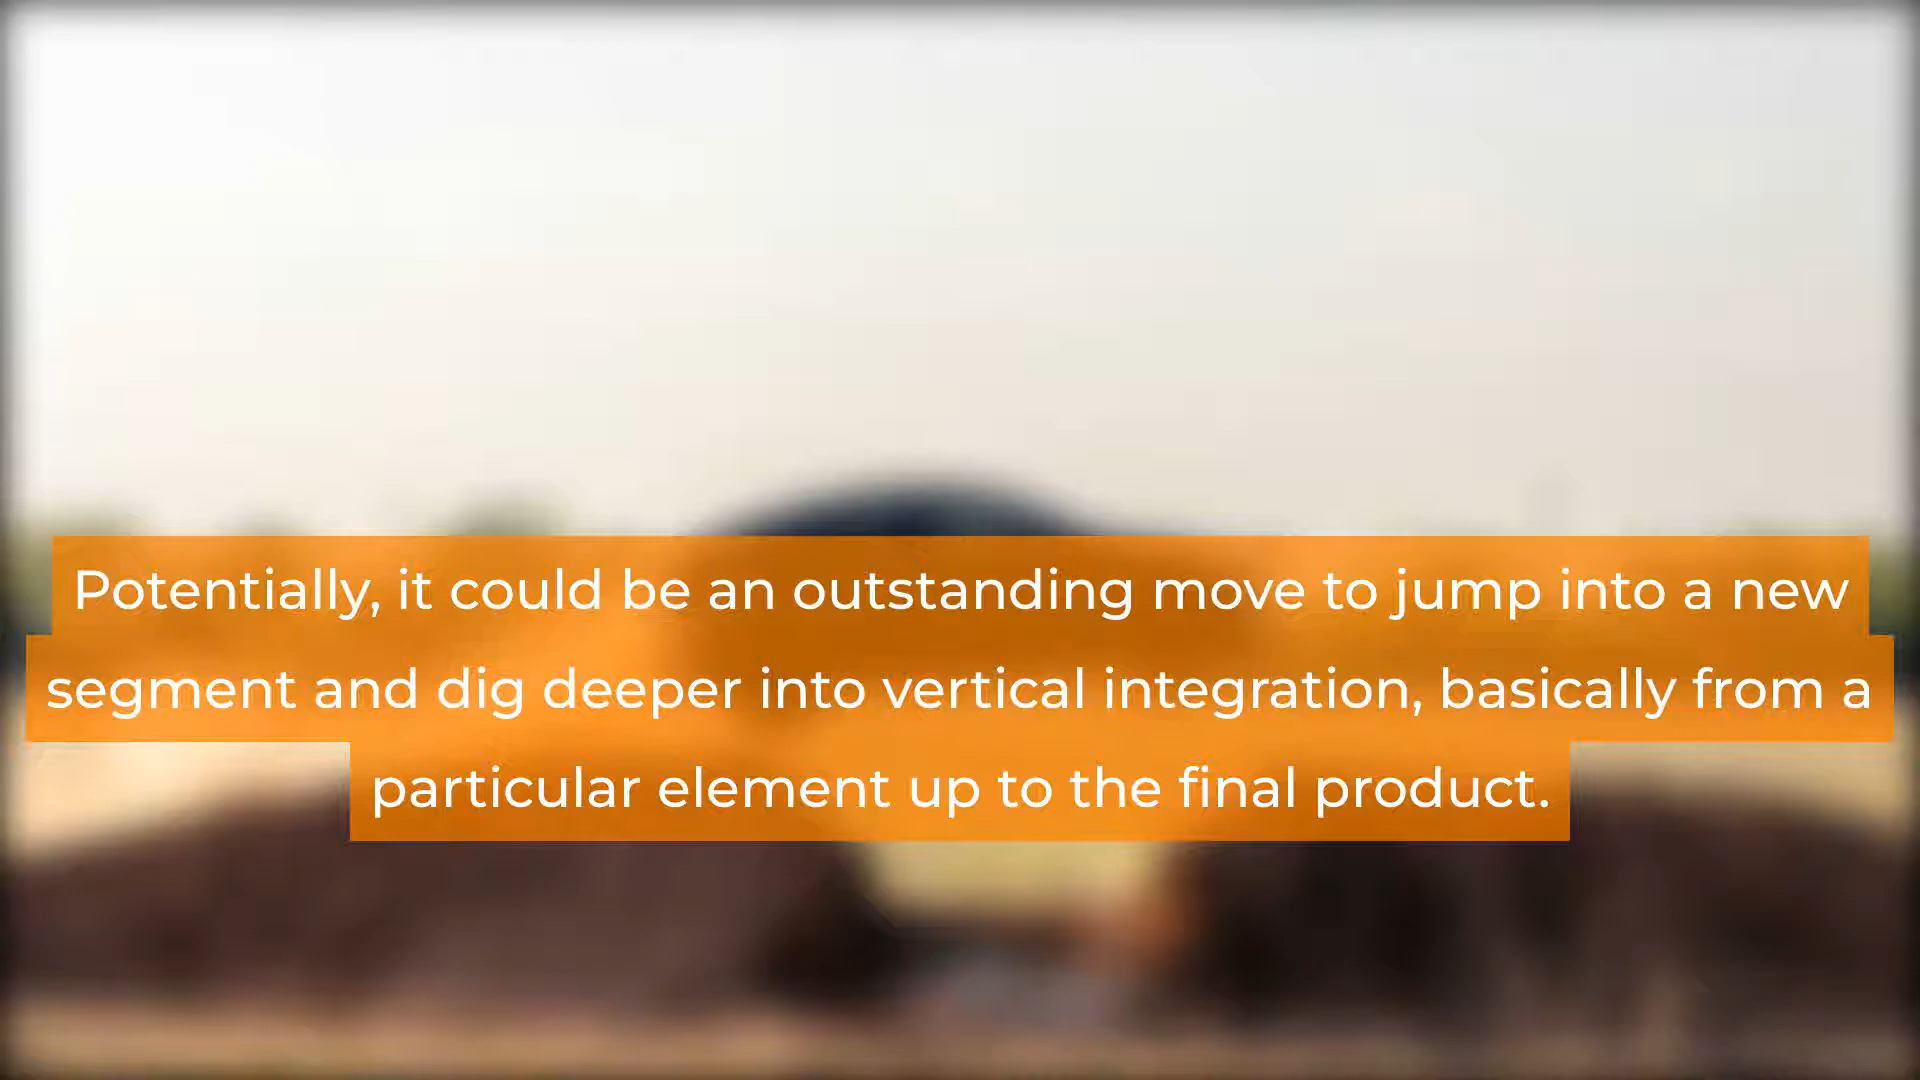 Potentially, it could be an outstanding move to jump into a new
segment and dig deeper into vertical integration, basically from a
particular element up to the final product.